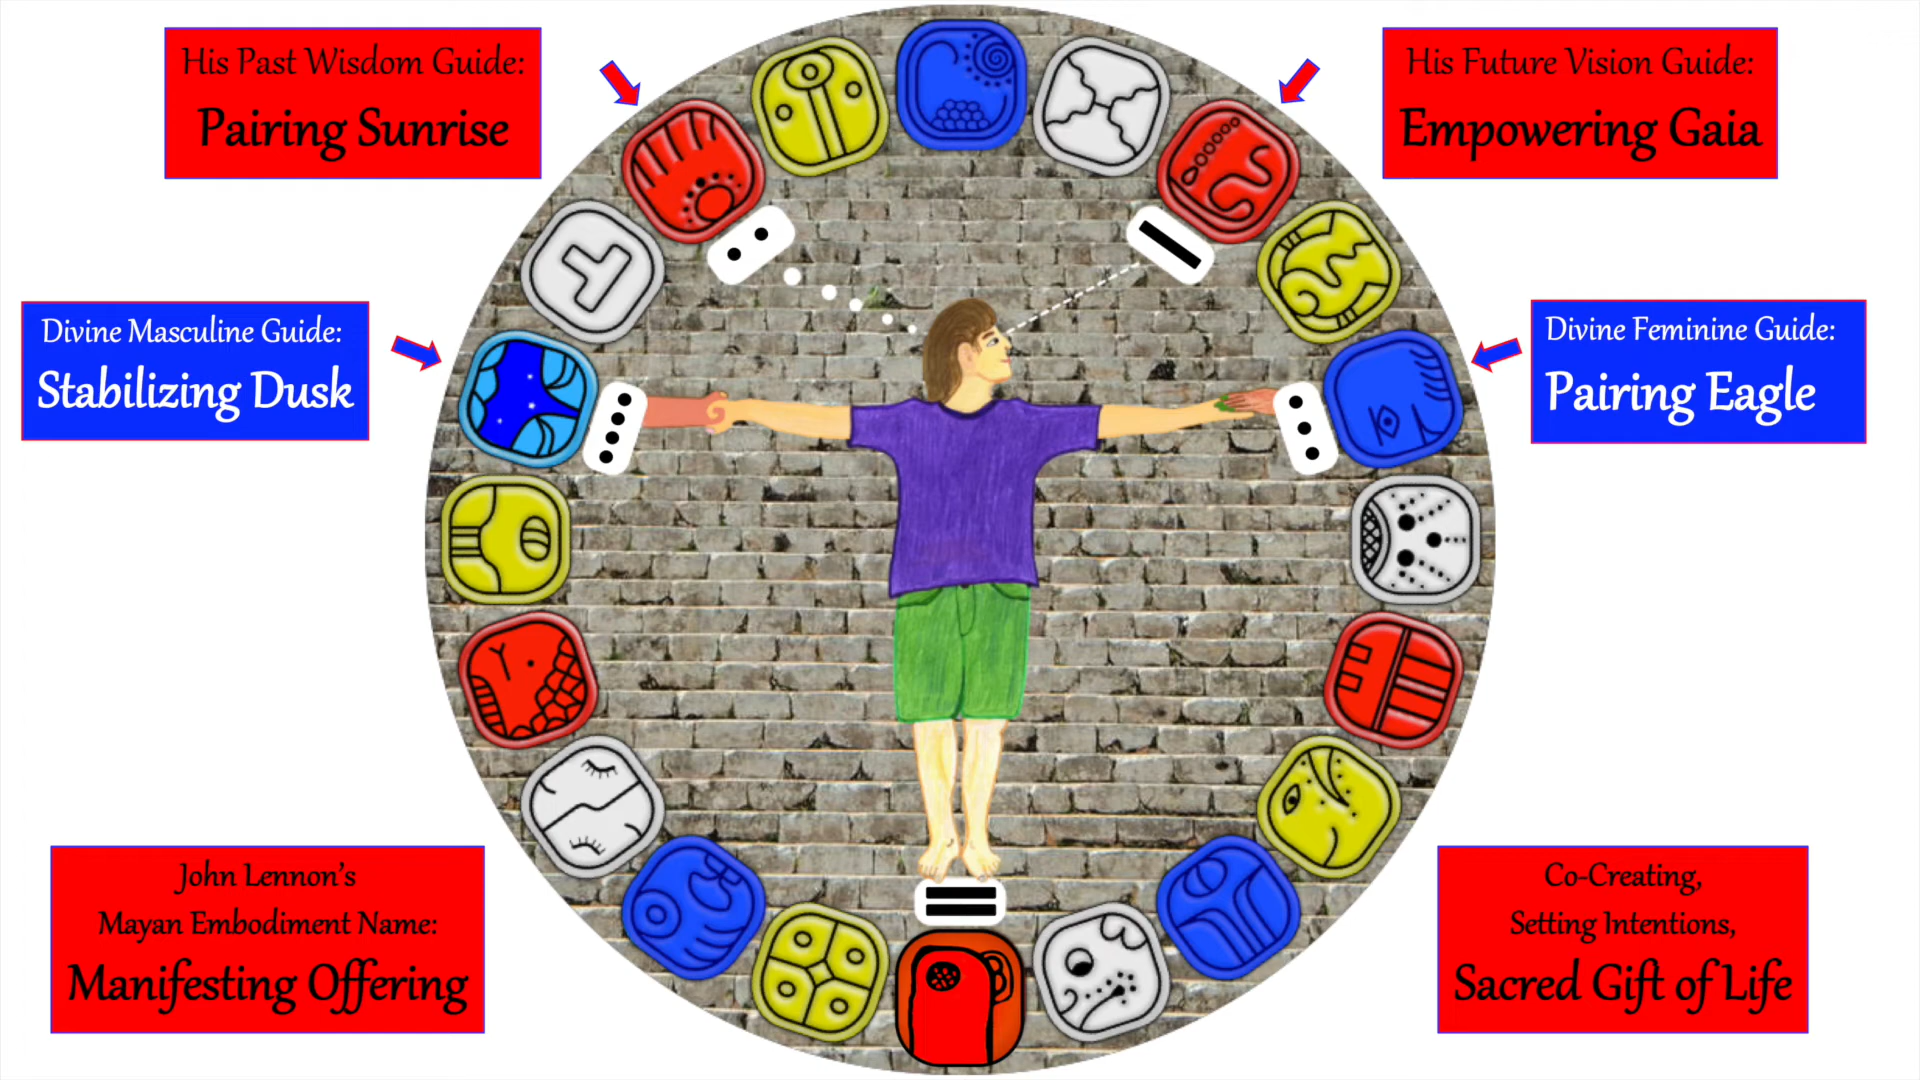 His Past Wisdom Guide:
Pairing Sunrise
His Future Vision Guide:
Empowering Gaia
Divine Masculine Guide:
Stabilizing Dusk
Divine Feminine Guide:
Pairing Eagle
John Lennon's
Mayan Embodiment Name:
Manifesting Offering
Co-Creating,
Setting Intentions,
Sacred Gift of Life